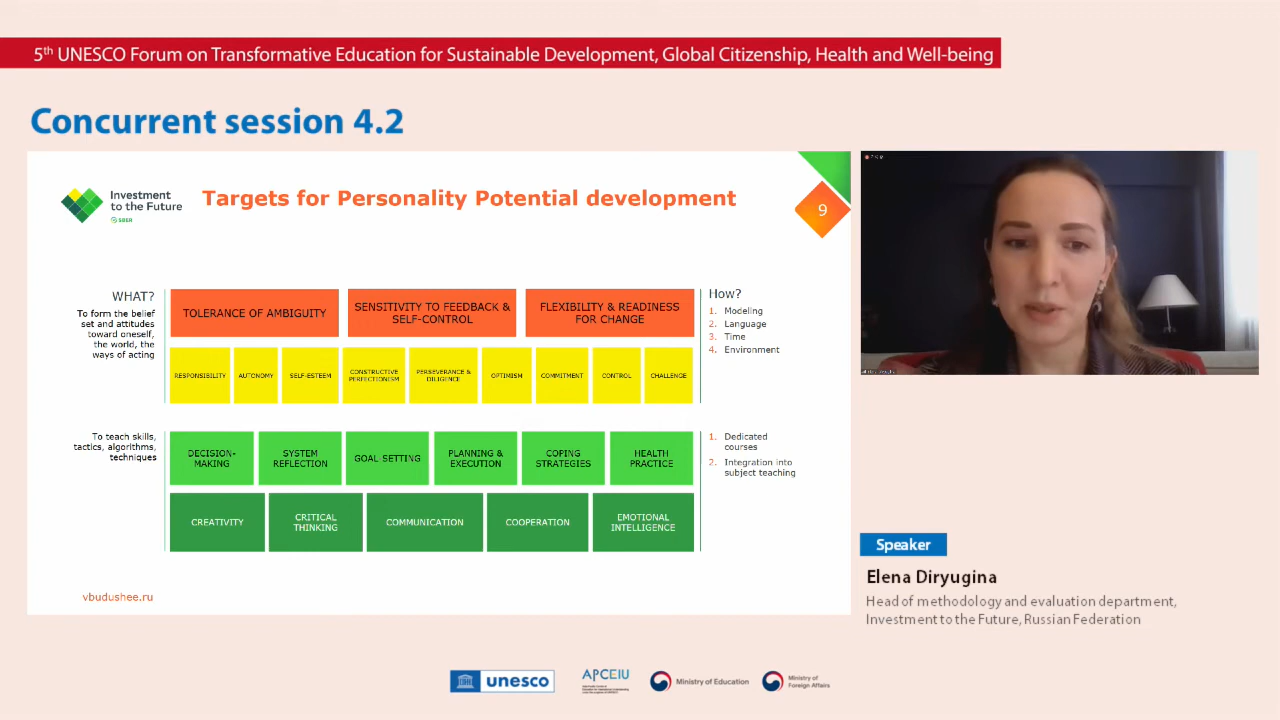 5th UNESCO Forum on Transformative Education for Sustainable Development, Global Citizenship, Health and Well-being
Concurrent session 4.2
Investment
to the Future
SBER
Targets for Personality Potential development
9
WHAT?
To form the belief
set and attitudes
toward oneself,
the world, the
ways of acting
TOLERANCE OF AMBIGUITY
SENSITIVITY TO FEEDBACK &
SELF-CONTROL
FLEXIBILITY & READINESS
FOR CHANGE
How?
1. Modeling
2. Language
3. Time
4. Environment
RESPONSIBILITY
AUTONOMY
SELF-ESTEEM
CONSTRUCTIVE
PERFECTIONISM
PERSEVERANCE &
DILIGENCE
OPTIMISM
COMMITMENT
CONTROL
CHALLENGE
To teach skills,
tactics, algorithms,
techniques
DECISION-
MAKING
SYSTEM
REFLECTION
GOAL-SETTING
PLANNING &
EXECUTION
COPING
STRATEGIES
HEALTH
PRACTICE
1. Dedicated
courses
2. Integration into
subject teaching
CREATIVITY
CRITICAL
THINKING
COMMUNICATION
COOPERATION
EMOTIONAL
INTELLIGENCE
vbudushee.ru
Speaker
Elena Diryugina
Head of methodology and evaluation department,
Investment to the Future, Russian Federation
unesco
APCEIU
Ministry of Education
Ministry of
Foreign Affairs